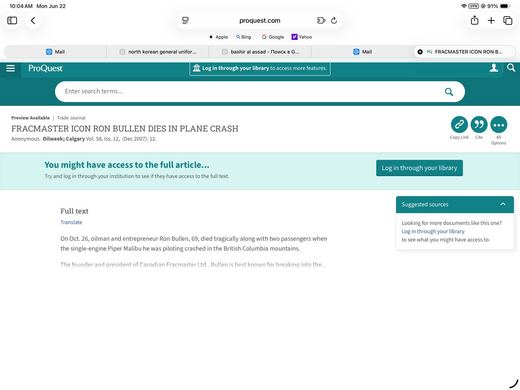 10:04 AM Mon Jun 22
VPN 91%
proquest.com
Apple Bing Google Yahoo
Mail
north korean general unifor...
bashir al assad - Поиск в G...
Mail
FRACMASTER ICON RON B...
ProQuest
Log in through your library to access more features.
Enter search terms...
Preview Available | Trade Journal
FRACMASTER ICON RON BULLEN DIES IN PLANE CRASH
Anonymous. Oilweek; Calgary Vol. 58, Iss. 12, (Dec 2007): 12.
Copy Link
Cite
All
Options
You might have access to the full article...
Try and log in through your institution to see if they have access to the full text.
Log in through your library
Full text
Translate
On Oct. 26, oilman and entrepreneur Ron Bullen, 69, died tragically along with two passengers when
the single-engine Piper Malibu he was piloting crashed in the British Columbia mountains.
The founder and president of Canadian Fracmaster Ltd., Bullen is best known for breaking into the...
Suggested sources
Looking for more documents like this one?
Log in through your library
to see what you might have access to.